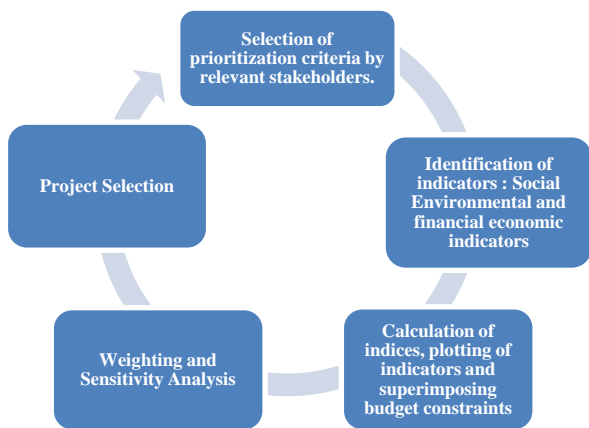 Selection of
prioritization criteria by
relevant stakeholders.
Identification of
indicators : Social
Environmental and
financial economic
indicators
Calculation of
indices, plotting of
indicators and
superimposing
budget constraints
Weighting and
Sensitivity Analysis
Project Selection